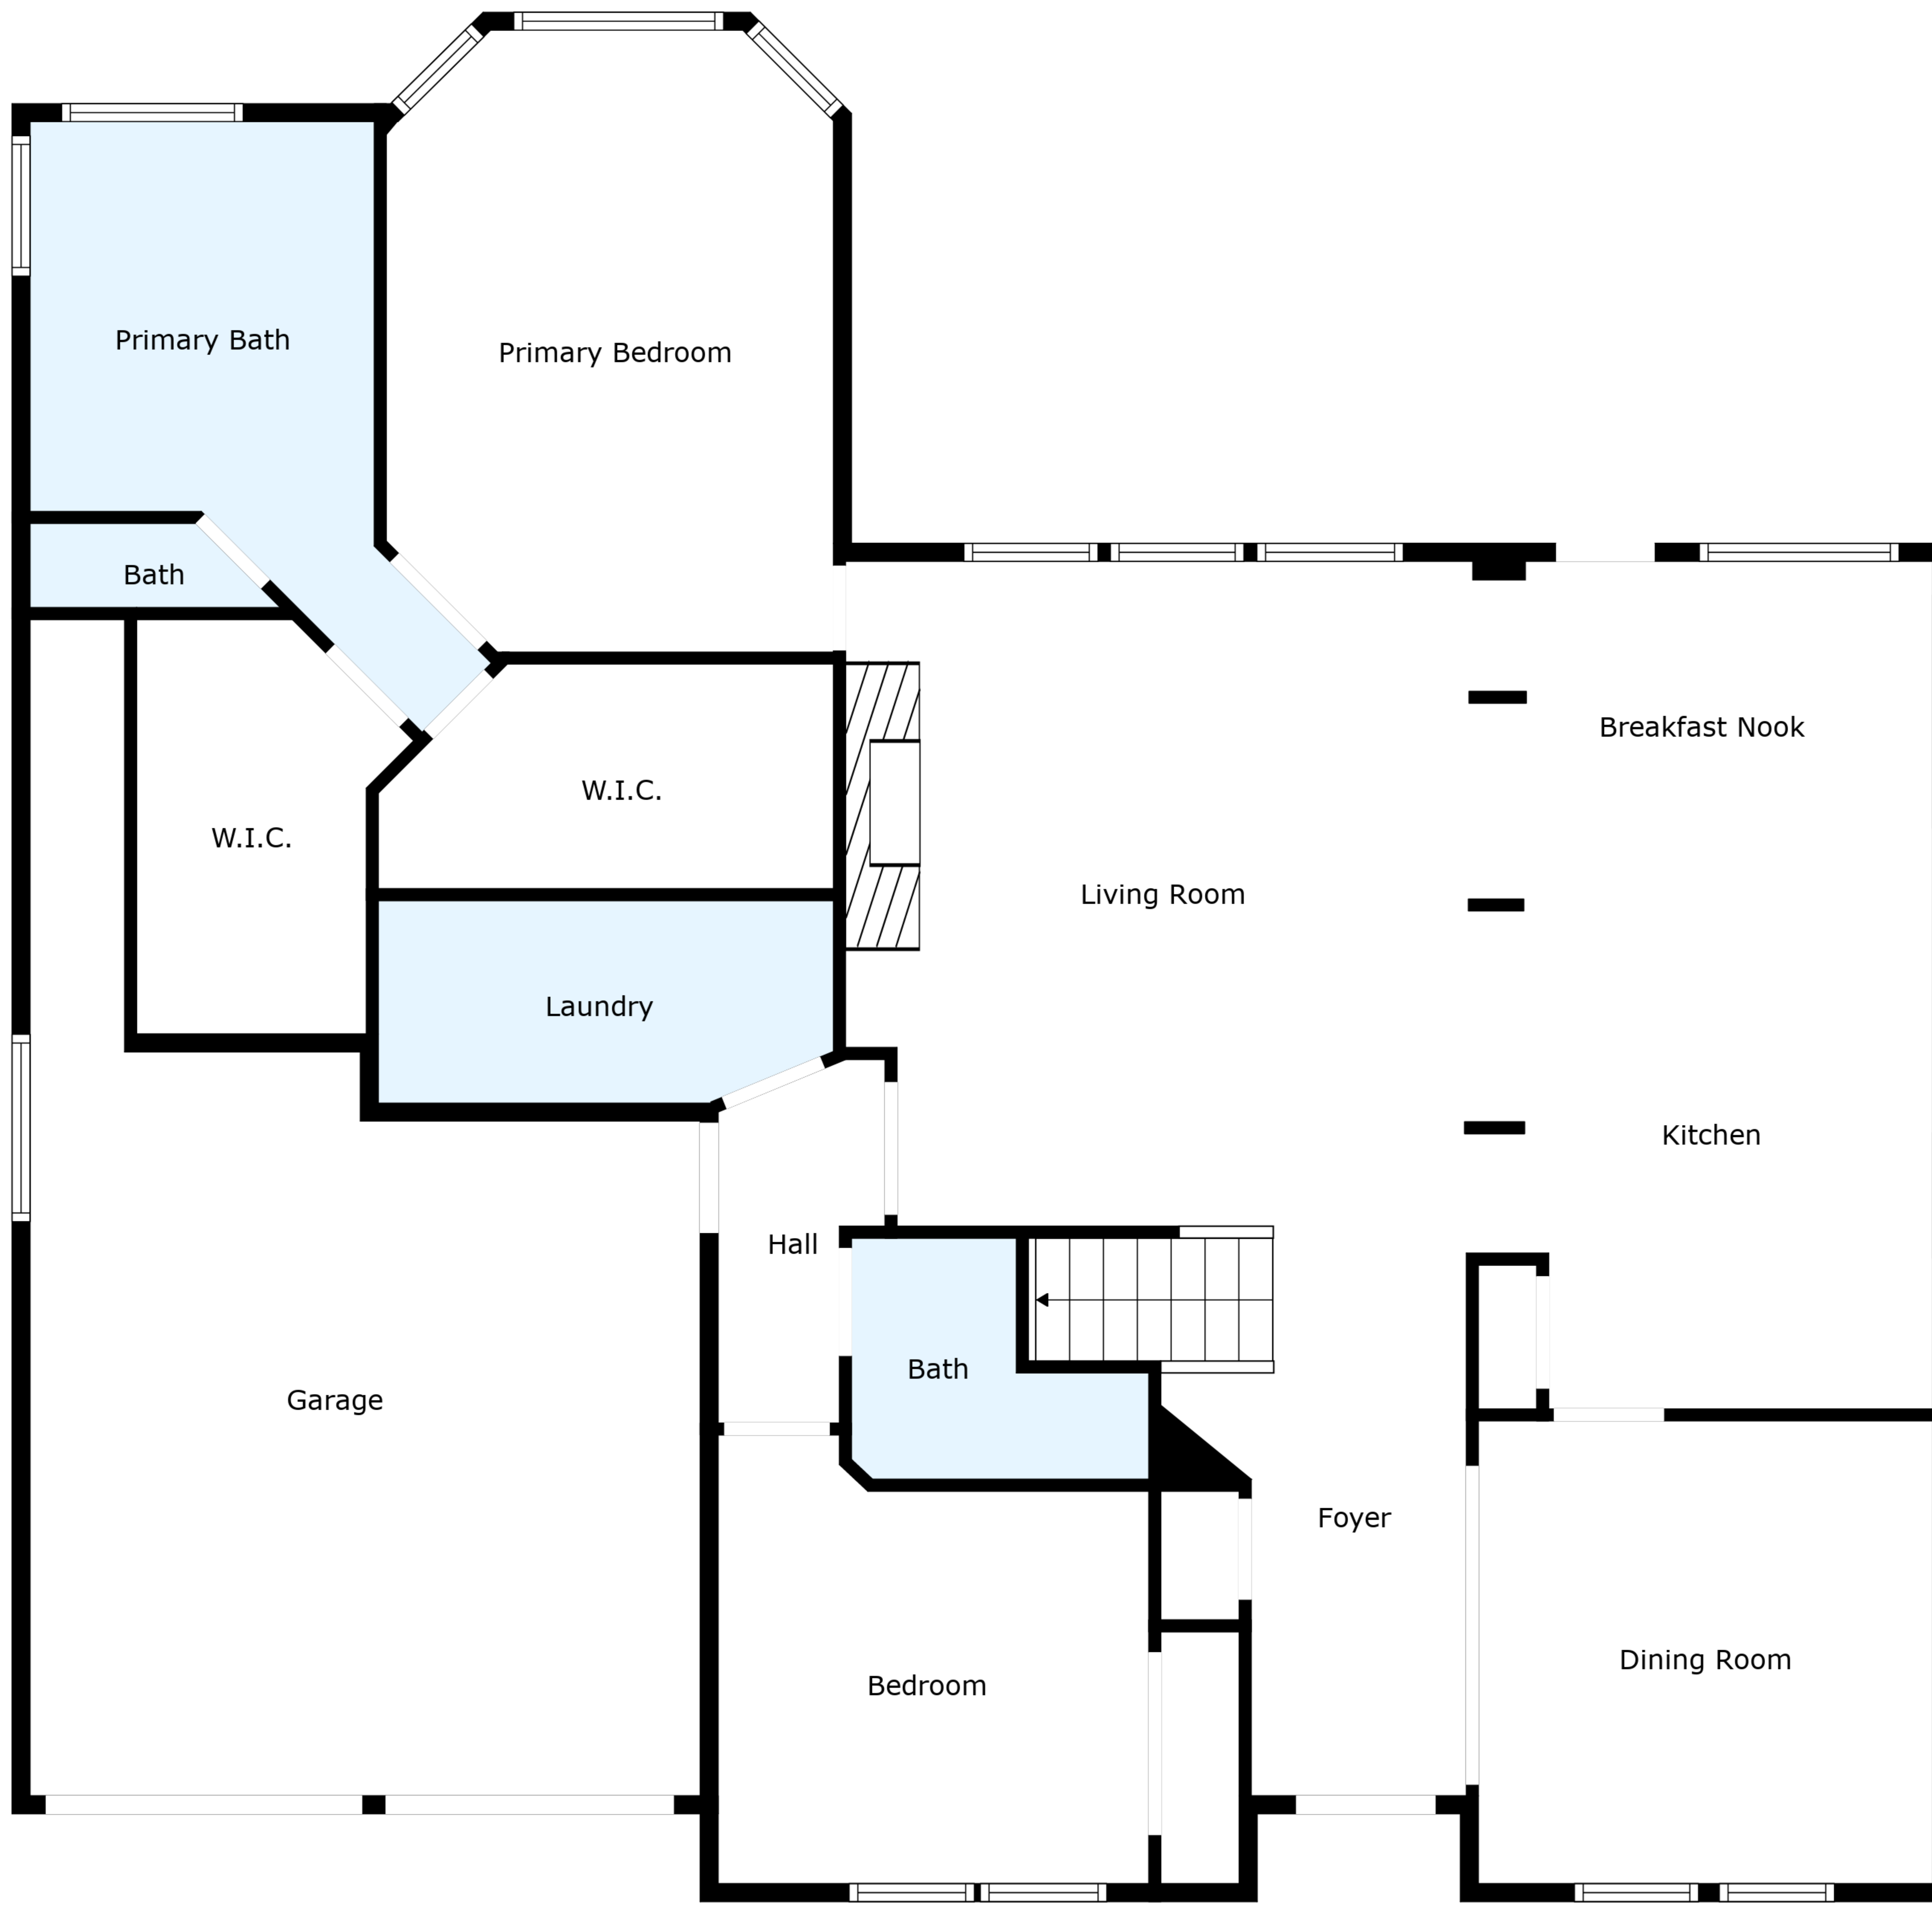 Primary Bath
Primary Bedroom
Bath
Breakfast Nook
W.I.C.
W.I.C.
Living Room
Laundry
Kitchen
Hall
Bath
Garage
Foyer
Dining Room
Bedroom